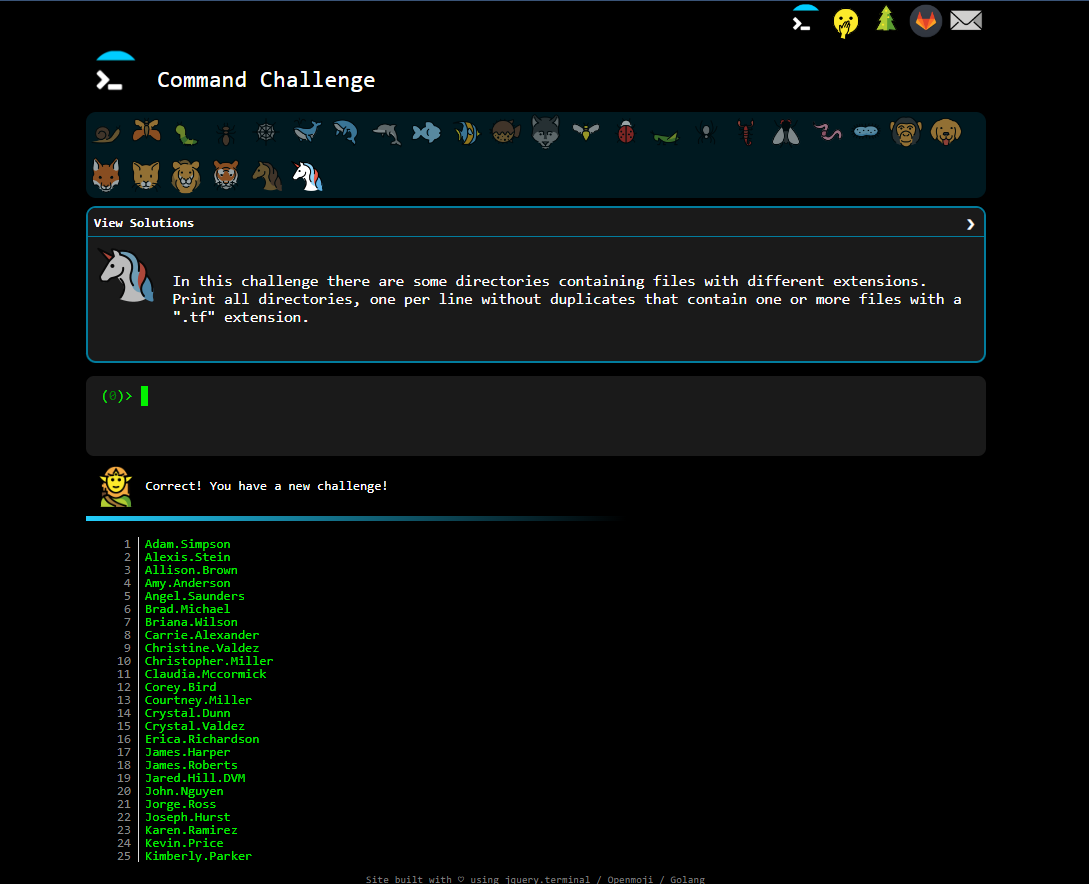 Command Challenge
View Solutions
In this challenge there are some directories containing files with different extensions.
Print all directories, one per line without duplicates that contain one or more files with a
".tf" extension.
(0)>
Correct! You have a new challenge!
1 Adam.Simpson
2 Alexis.Stein
3 Allison.Brown
4 Amy.Anderson
5 Angel.Saunders
6 Brad.Michael
7 Briana.Wilson
8 Carrie.Alexander
9 Christine.Valdez
10 Christopher.Miller
11 Claudia.Mccormick
12 Corey.Bird
13 Courtney.Miller
14 Crystal.Dunn
15 Crystal.Valdez
16 Erica.Richardson
17 James.Harper
18 James.Roberts
19 Jared.Hill.DVM
20 John.Nguyen
21 Jorge.Ross
22 Joseph.Hurst
23 Karen.Ramirez
24 Kevin.Price
25 Kimberly.Parker
Site built with ♡ using jquery.terminal / Openmoji / Golang